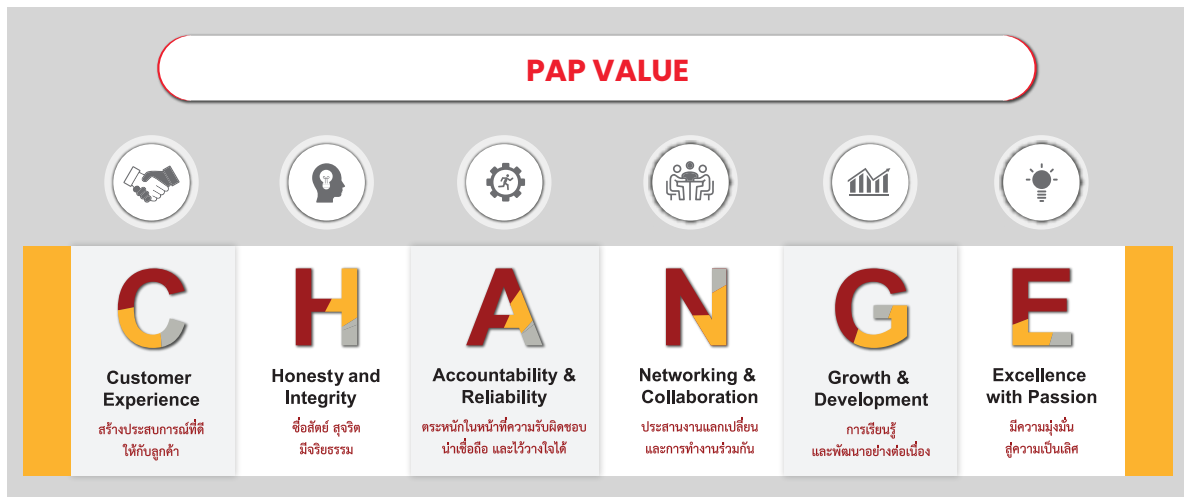 PAP VALUE
C
Customer
Experience
สร้างประสบการณ์ที่ดี
ให้กับลูกค้า
H
Honesty and
Integrity
ซื่อสัตย์ สุจริต
มีจริยธรรม
A
Accountability &
Reliability
ตระหนักในหน้าที่ความรับผิดชอบ
น่าเชื่อถือ และไว้วางใจได้
N
Networking &
Collaboration
ประสานงานแลกเปลี่ยน
และการทำงานร่วมกัน
G
Growth &
Development
การเรียนรู้
และพัฒนาอย่างต่อเนื่อง
E
Excellence
with Passion
มีความมุ่งมั่น
สู่ความเป็นเลิศ